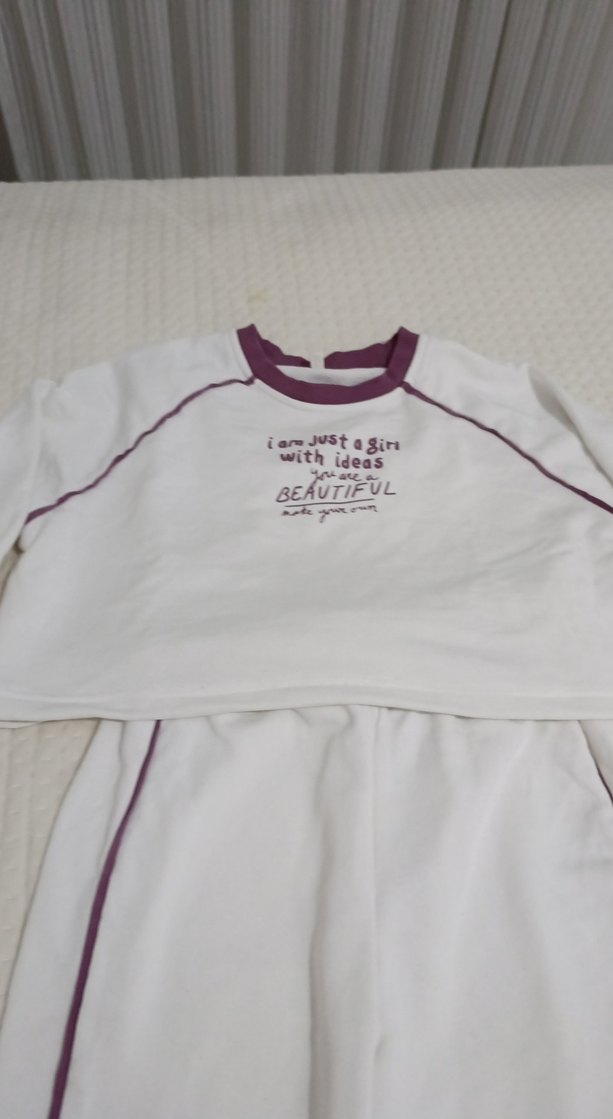 i am just a girl
with ideas
you are a
BEAUTIFUL
make your own